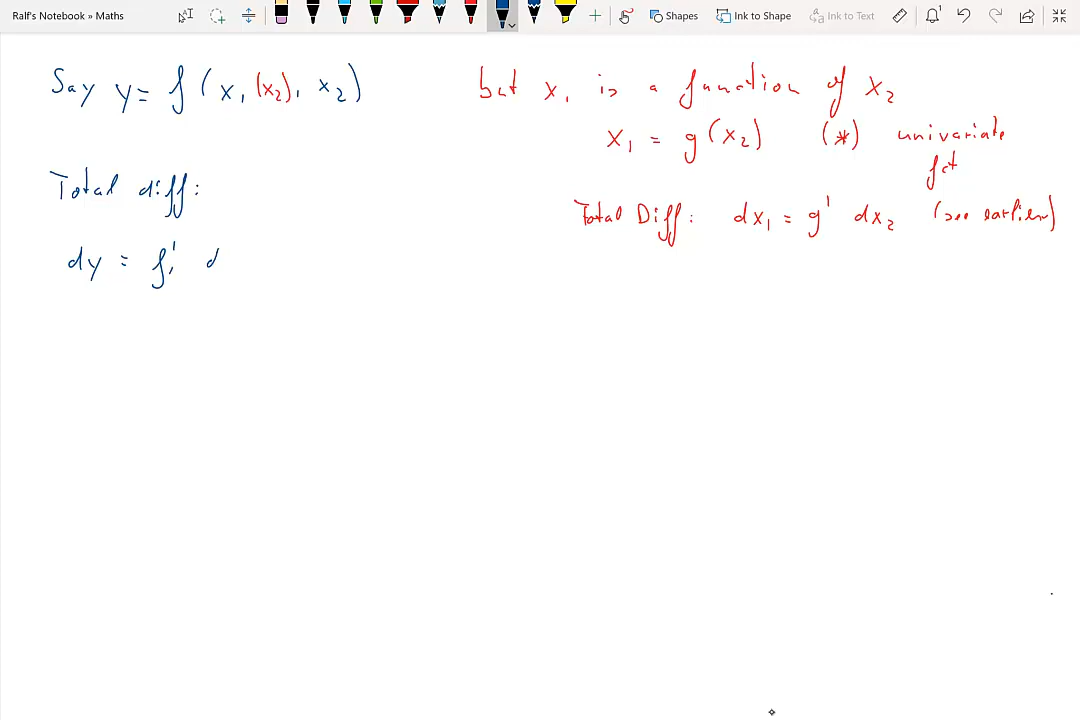 Ralf's Notebook » Maths
Shapes
Ink to Shape
Ink to Text
Say y = f (x₁ (x₂), x₂)
but x₁ is a function of x₂
x₁ = g (x₂) (*) univariate
fct
Total diff:
Total Diff: dx₁ = g' dx₂ (see earlier)
dy = f₁' d